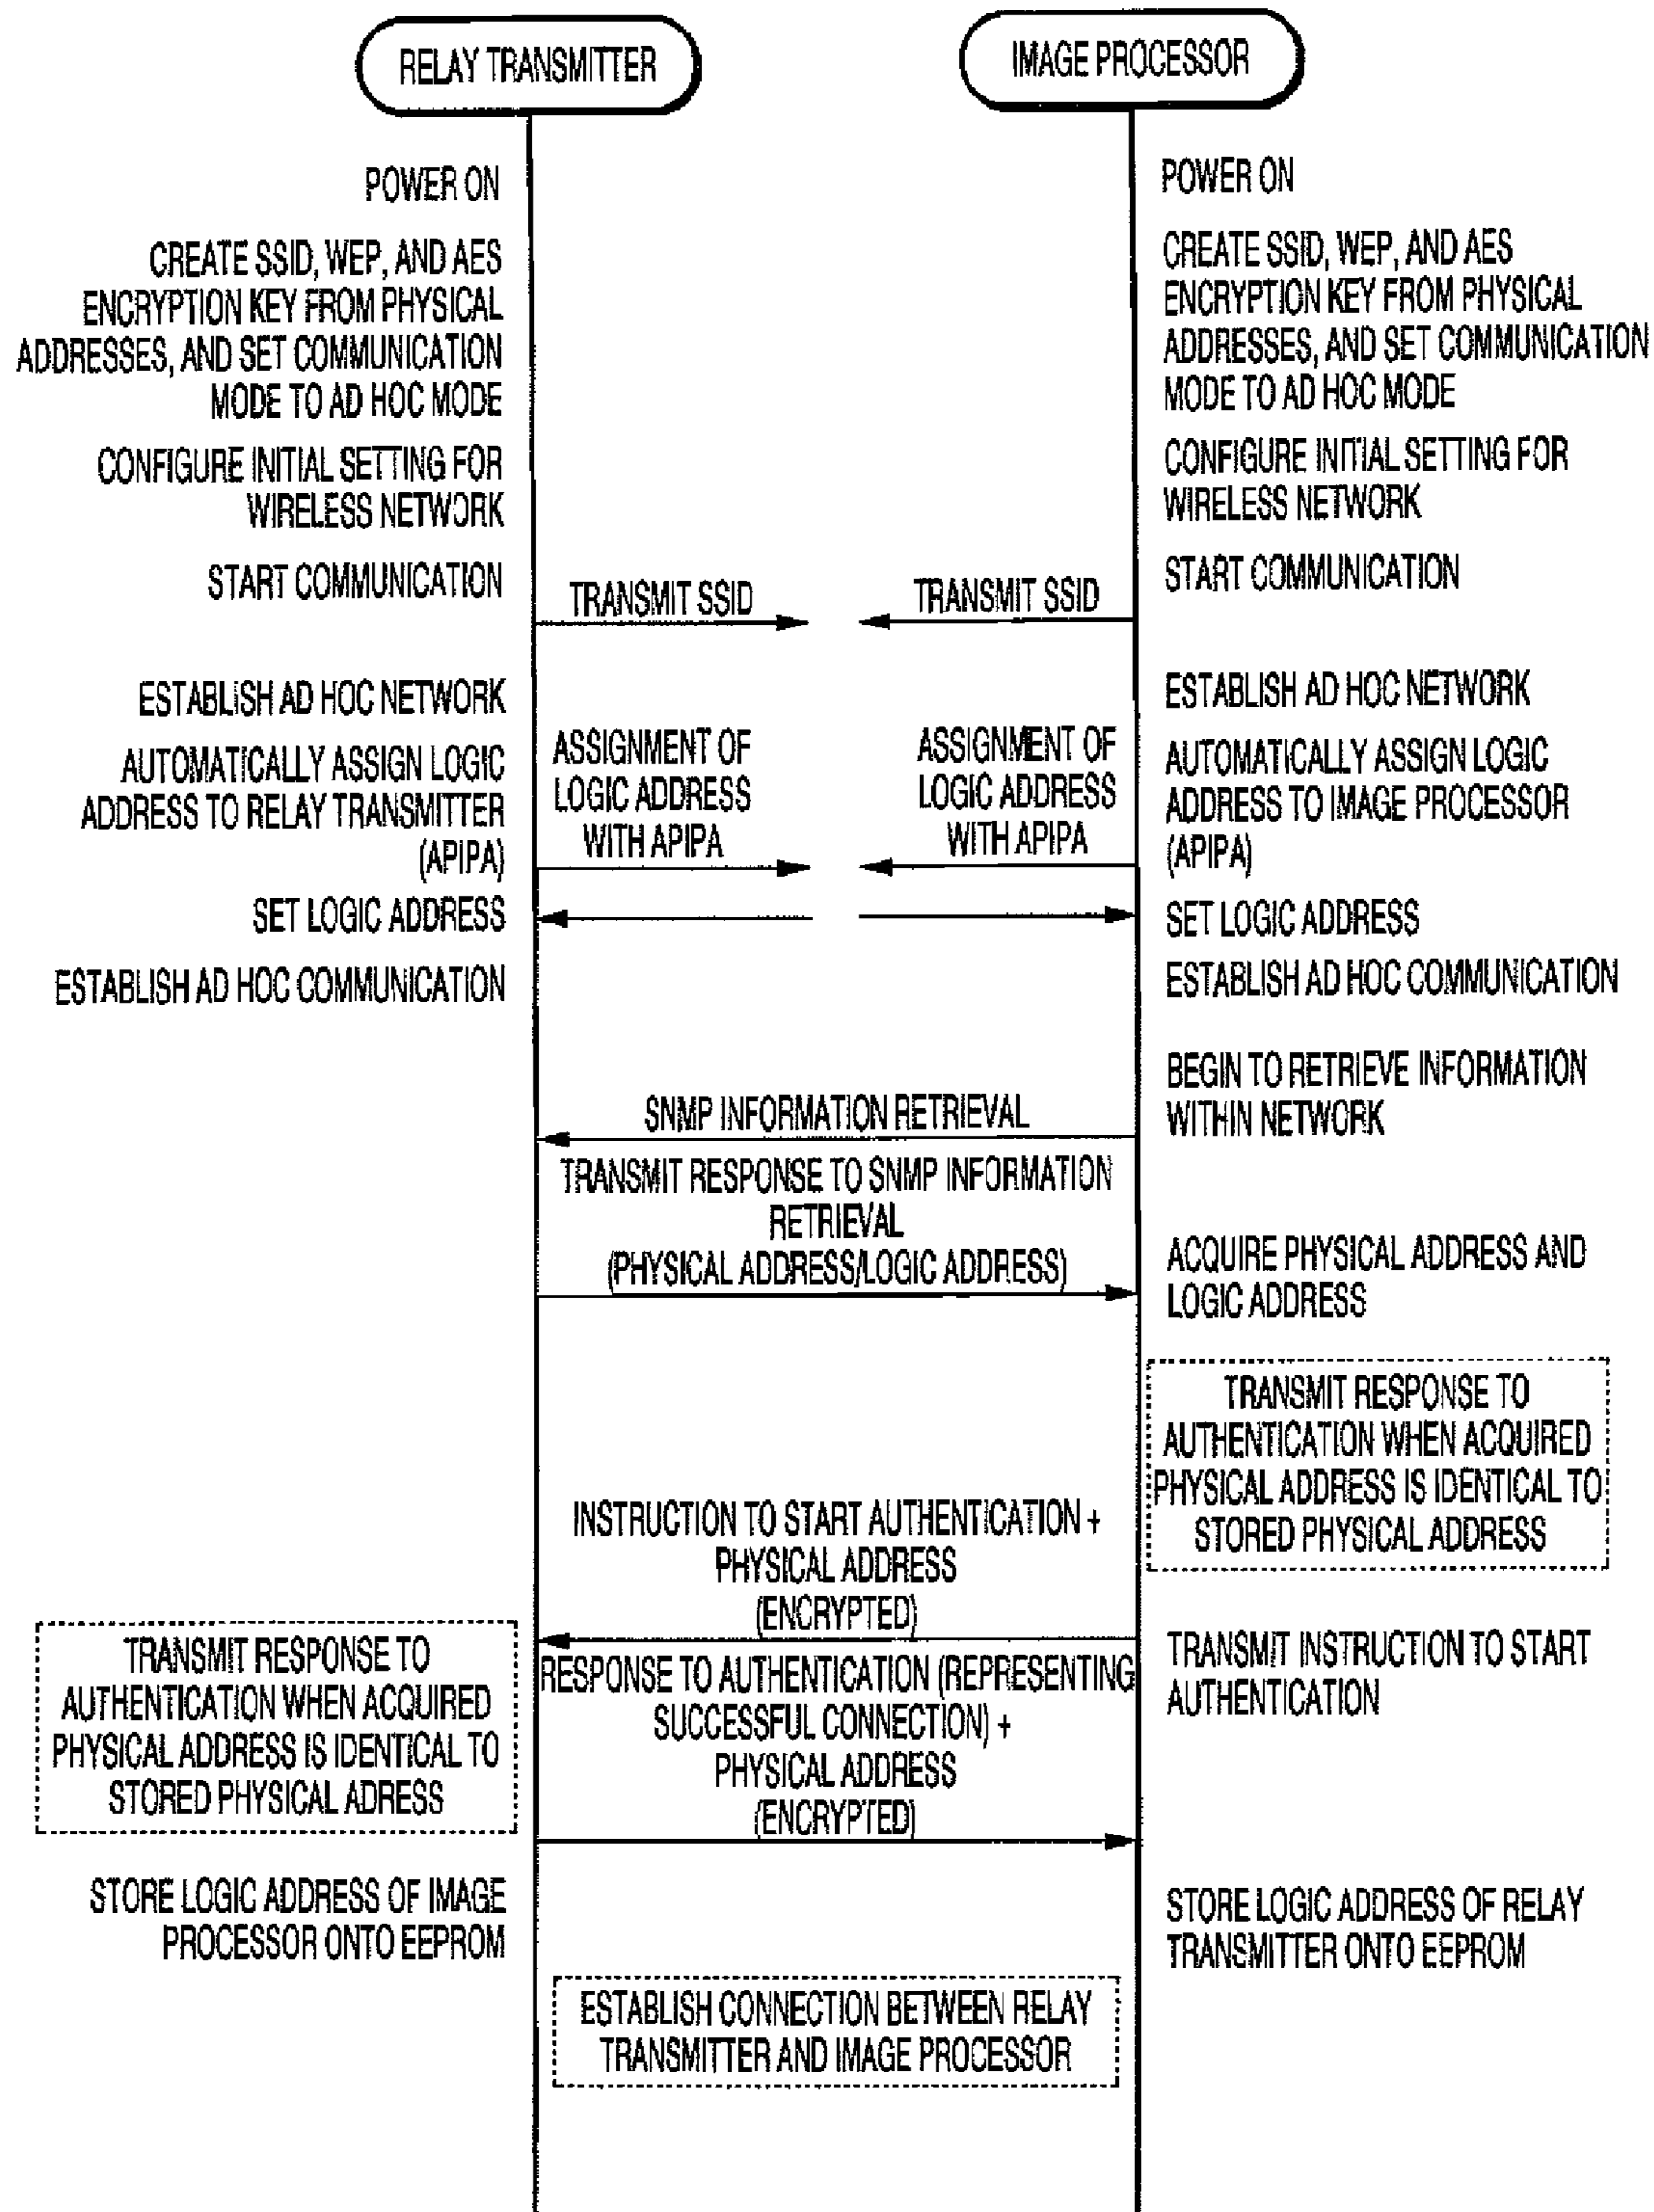 RELAY TRANSMITTER
IMAGE PROCESSOR
POWER ON
POWER ON
CREATE SSID, WEP, AND AES
ENCRYPTION KEY FROM PHYSICAL
ADDRESSES, AND SET COMMUNICATION
MODE TO AD HOC MODE
CREATE SSID, WEP, AND AES
ENCRYPTION KEY FROM PHYSICAL
ADDRESSES, AND SET COMMUNICATION
MODE TO AD HOC MODE
CONFIGURE INITIAL SETTING FOR
WIRELESS NETWORK
CONFIGURE INITIAL SETTING FOR
WIRELESS NETWORK
START COMMUNICATION
TRANSMIT SSID
TRANSMIT SSID
START COMMUNICATION
ESTABLISH AD HOC NETWORK
ESTABLISH AD HOC NETWORK
AUTOMATICALLY ASSIGN LOGIC
ADDRESS TO RELAY TRANSMITTER
(APIPA)
ASSIGNMENT OF
LOGIC ADDRESS
WITH APIPA
ASSIGNMENT OF
LOGIC ADDRESS
WITH APIPA
AUTOMATICALLY ASSIGN LOGIC
ADDRESS TO IMAGE PROCESSOR
(APIPA)
SET LOGIC ADDRESS
SET LOGIC ADDRESS
ESTABLISH AD HOC COMMUNICATION
ESTABLISH AD HOC COMMUNICATION
BEGIN TO RETRIEVE INFORMATION
WITHIN NETWORK
SNMP INFORMATION RETRIEVAL
TRANSMIT RESPONSE TO SNMP INFORMATION
RETRIEVAL
(PHYSICAL ADDRESS/LOGIC ADDRESS)
ACQUIRE PHYSICAL ADDRESS AND
LOGIC ADDRESS
TRANSMIT RESPONSE TO
AUTHENTICATION WHEN ACQUIRED
PHYSICAL ADDRESS IS IDENTICAL TO
STORED PHYSICAL ADDRESS
INSTRUCTION TO START AUTHENTICATION +
PHYSICAL ADDRESS
(ENCRYPTED)
TRANSMIT INSTRUCTION TO START
AUTHENTICATION
TRANSMIT RESPONSE TO
AUTHENTICATION WHEN ACQUIRED
PHYSICAL ADDRESS IS IDENTICAL TO
STORED PHYSICAL ADRESS
RESPONSE TO AUTHENTICATION (REPRESENTING
SUCCESSFUL CONNECTION) +
PHYSICAL ADDRESS
(ENCRYPTED)
STORE LOGIC ADDRESS OF IMAGE
PROCESSOR ONTO EEPROM
STORE LOGIC ADDRESS OF RELAY
TRANSMITTER ONTO EEPROM
ESTABLISH CONNECTION BETWEEN RELAY
TRANSMITTER AND IMAGE PROCESSOR